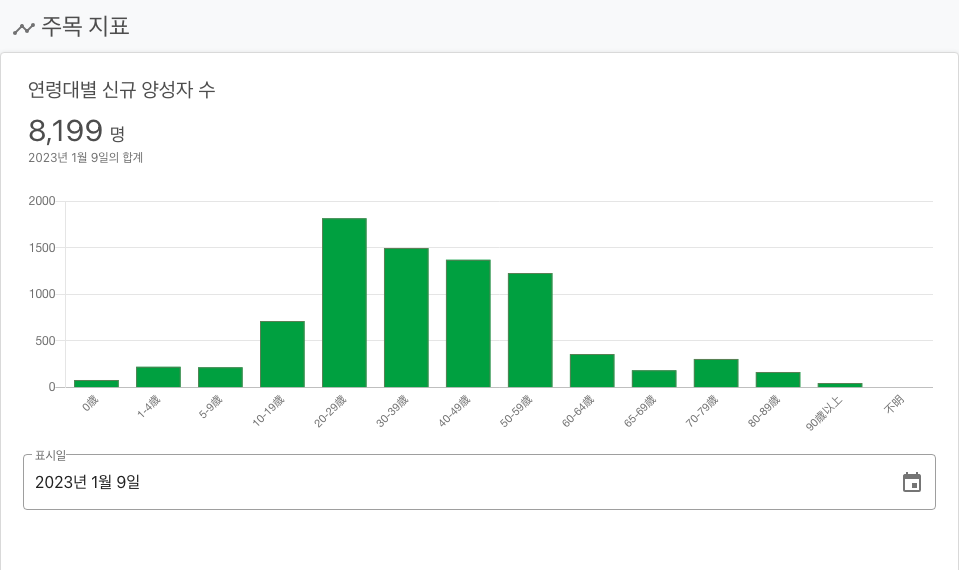 주목 지표
연령대별 신규 양성자 수
8,199 명
2023년 1월 9일의 합계
2000
1500
1000
500
0
0歳
1-4歳
5-9歳
10-19歳
20-29歳
30-39歳
40-49歳
50-59歳
60-64歳
65-69歳
70-79歳
80-89歳
90歳以上
不明
표시일
2023년 1월 9일